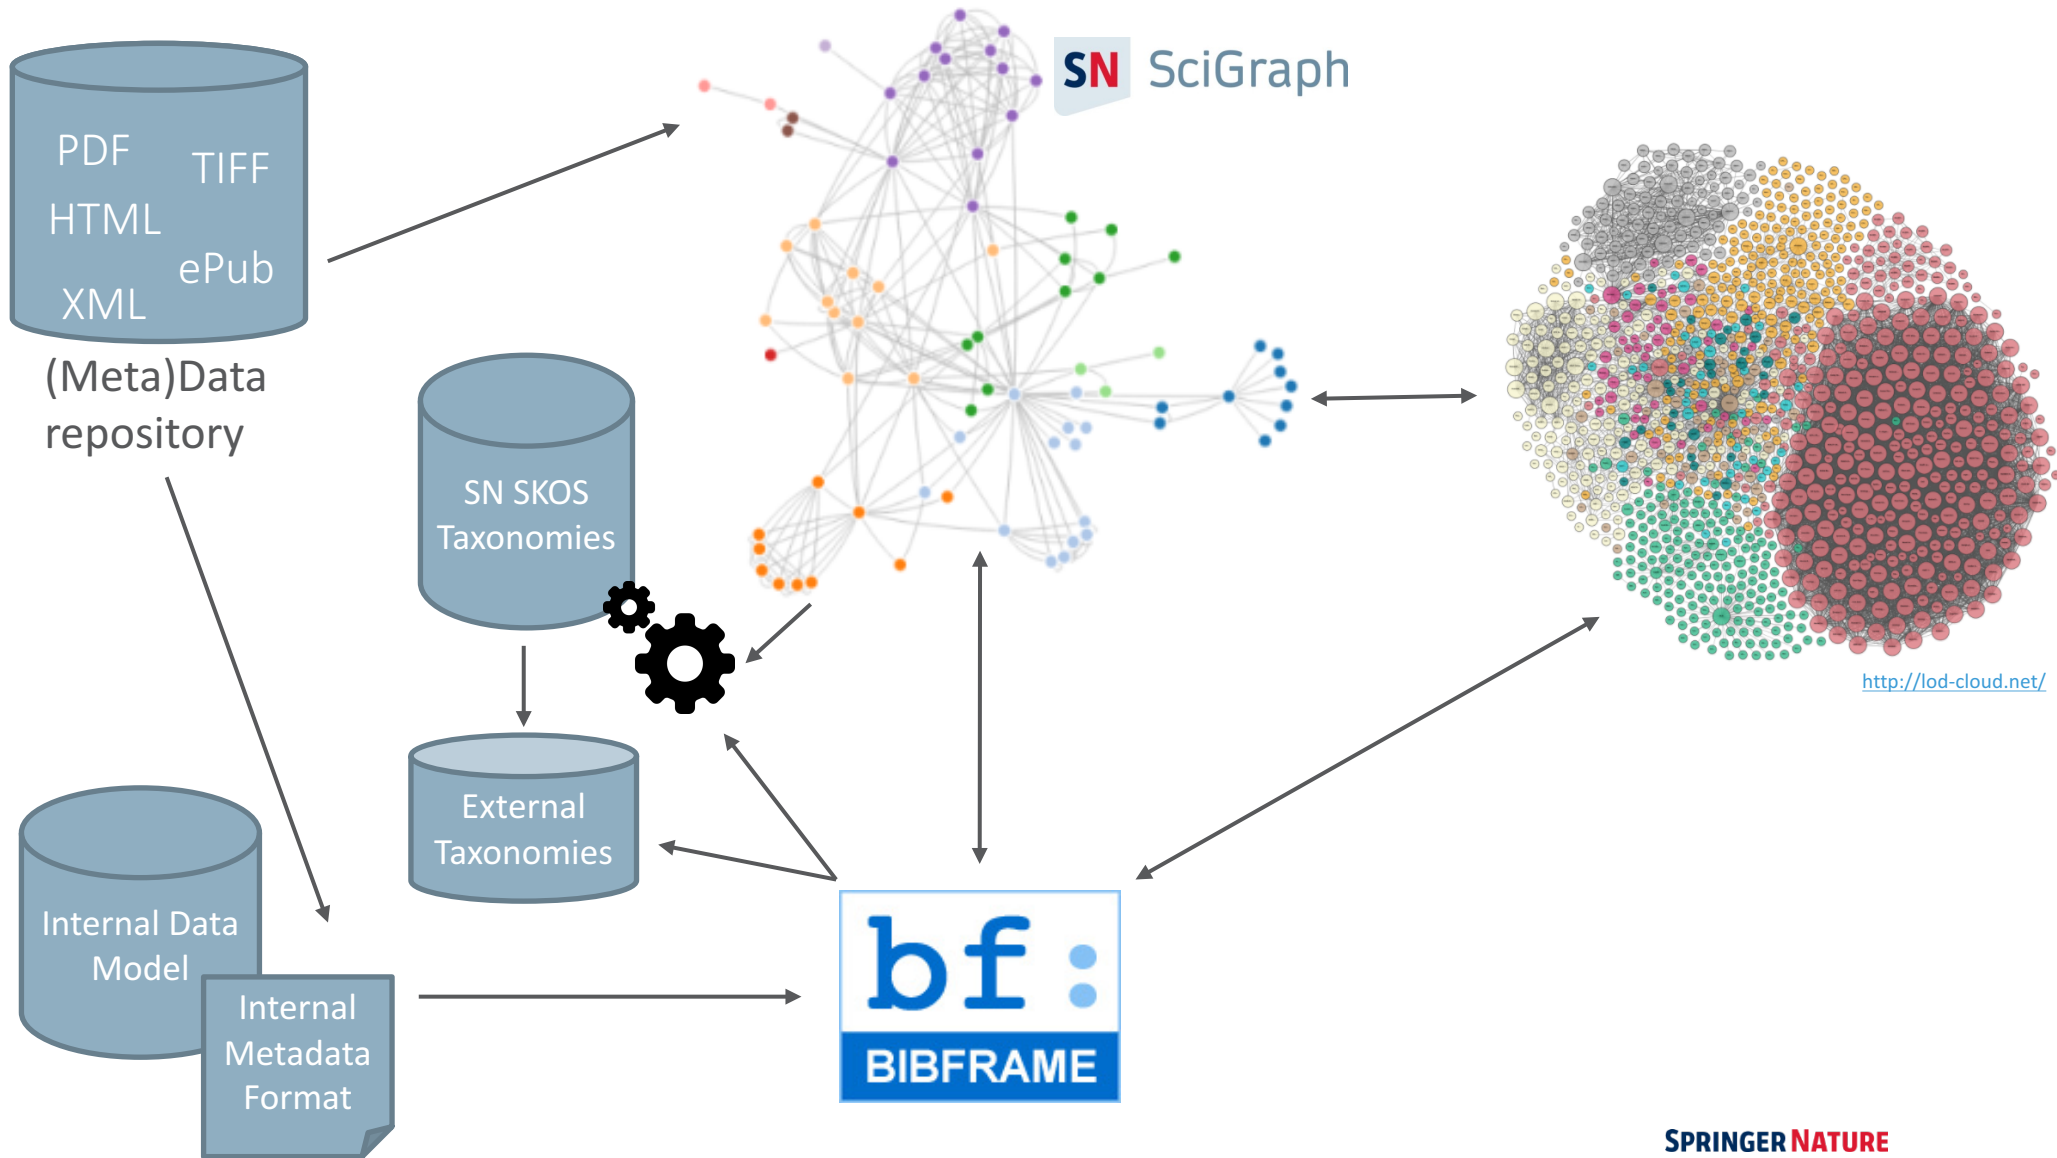 PDF
TIFF
HTML
ePub
XML
(Meta)Data
repository
SN SciGraph
SN SKOS
Taxonomies
External
Taxonomies
Internal Data
Model
Internal
Metadata
Format
bf:
BIBFRAME
http://lod-cloud.net/
SPRINGER NATURE